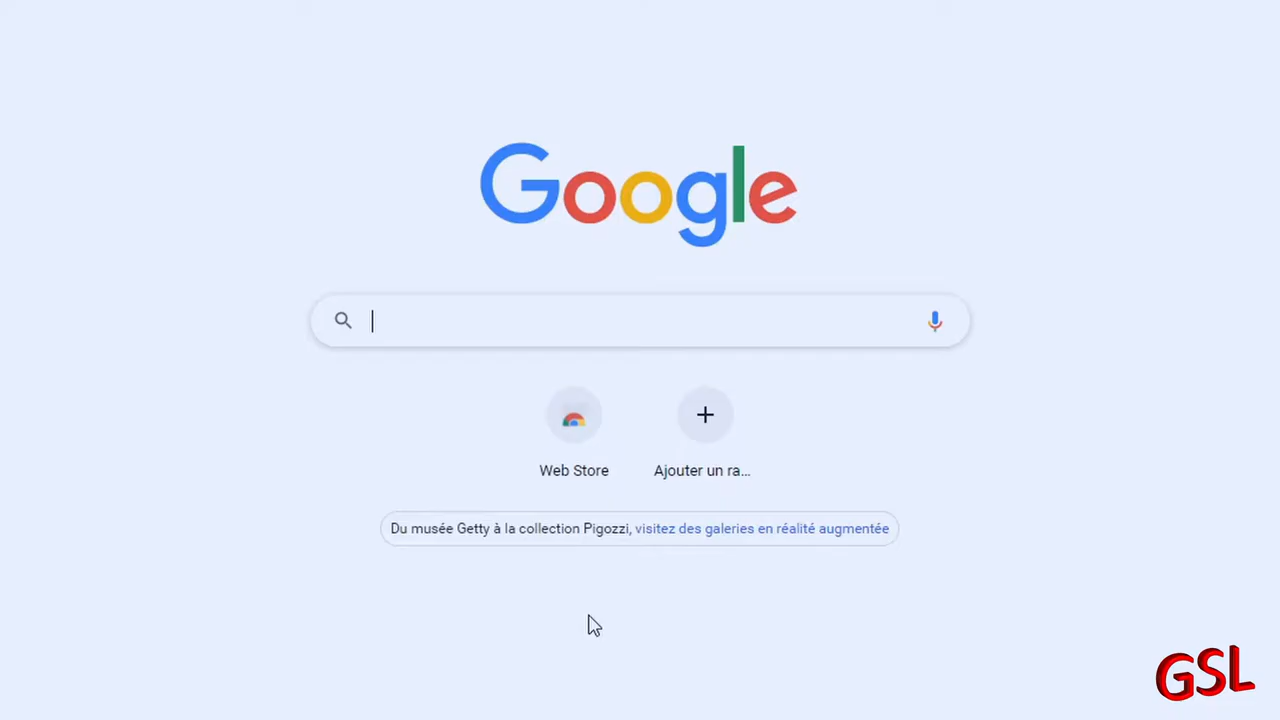 Google
Web Store
Ajouter un ra...
Du musée Getty à la collection Pigozzi, visitez des galeries en réalité augmentée
GSL